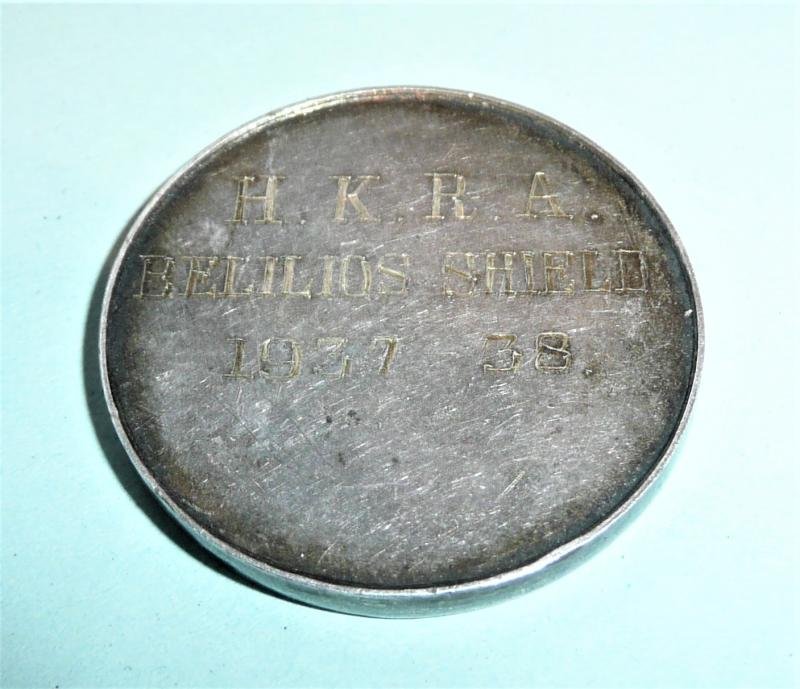 H. K. R. A.
BELILIOS SHIELD
1937 38.